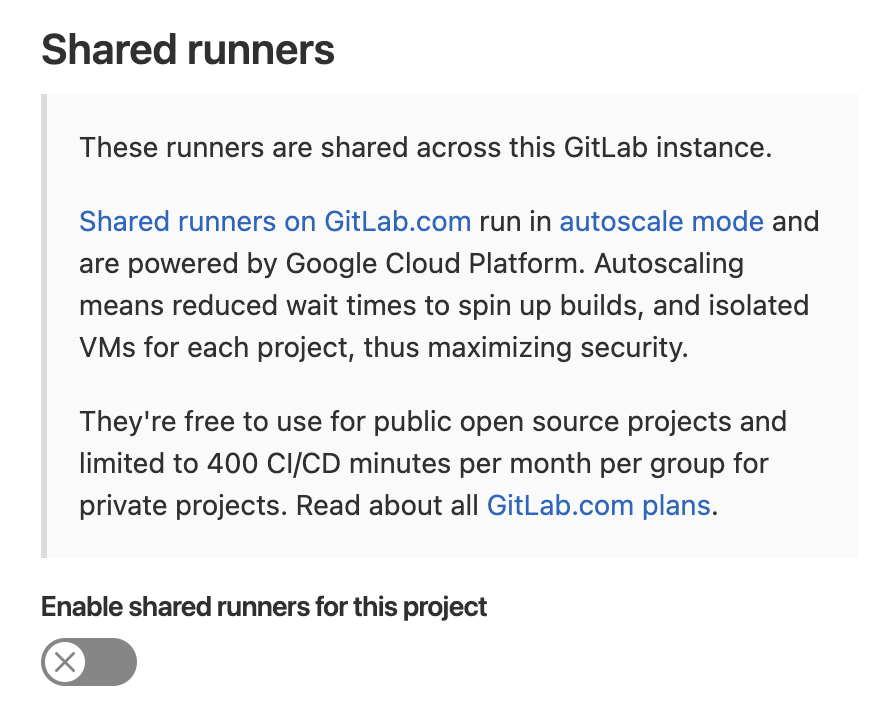 Shared runners
These runners are shared across this GitLab instance.
Shared runners on GitLab.com run in autoscale mode and
are powered by Google Cloud Platform. Autoscaling
means reduced wait times to spin up builds, and isolated
VMs for each project, thus maximizing security.
They're free to use for public open source projects and
limited to 400 CI/CD minutes per month per group for
private projects. Read about all GitLab.com plans.
Enable shared runners for this project